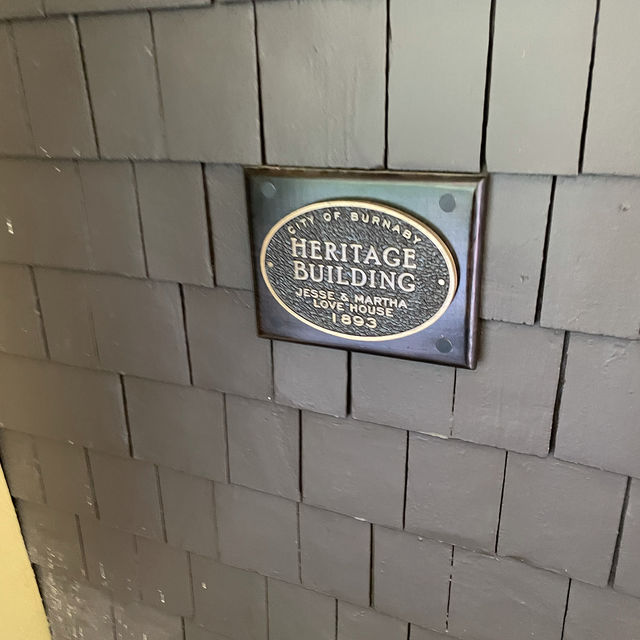 CITY OF BURNABY
HERITAGE
BUILDING
JESSE & MARTHA
LOVE HOUSE
1893